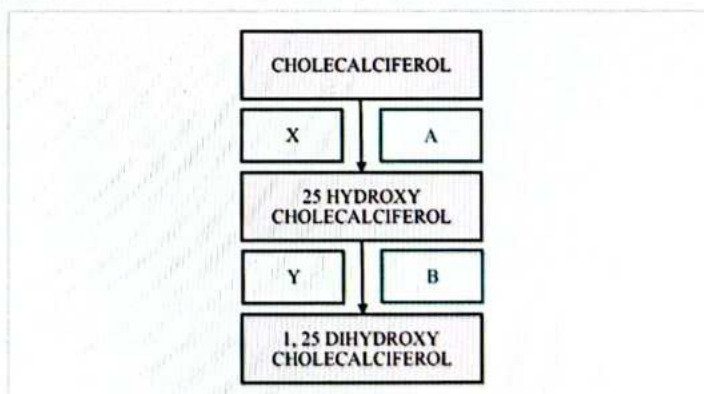 CHOLECALCIFEROL
X
A
25 HYDROXY
CHOLECALCIFEROL
Y
B
1, 25 DIHYDROXY
CHOLECALCIFEROL